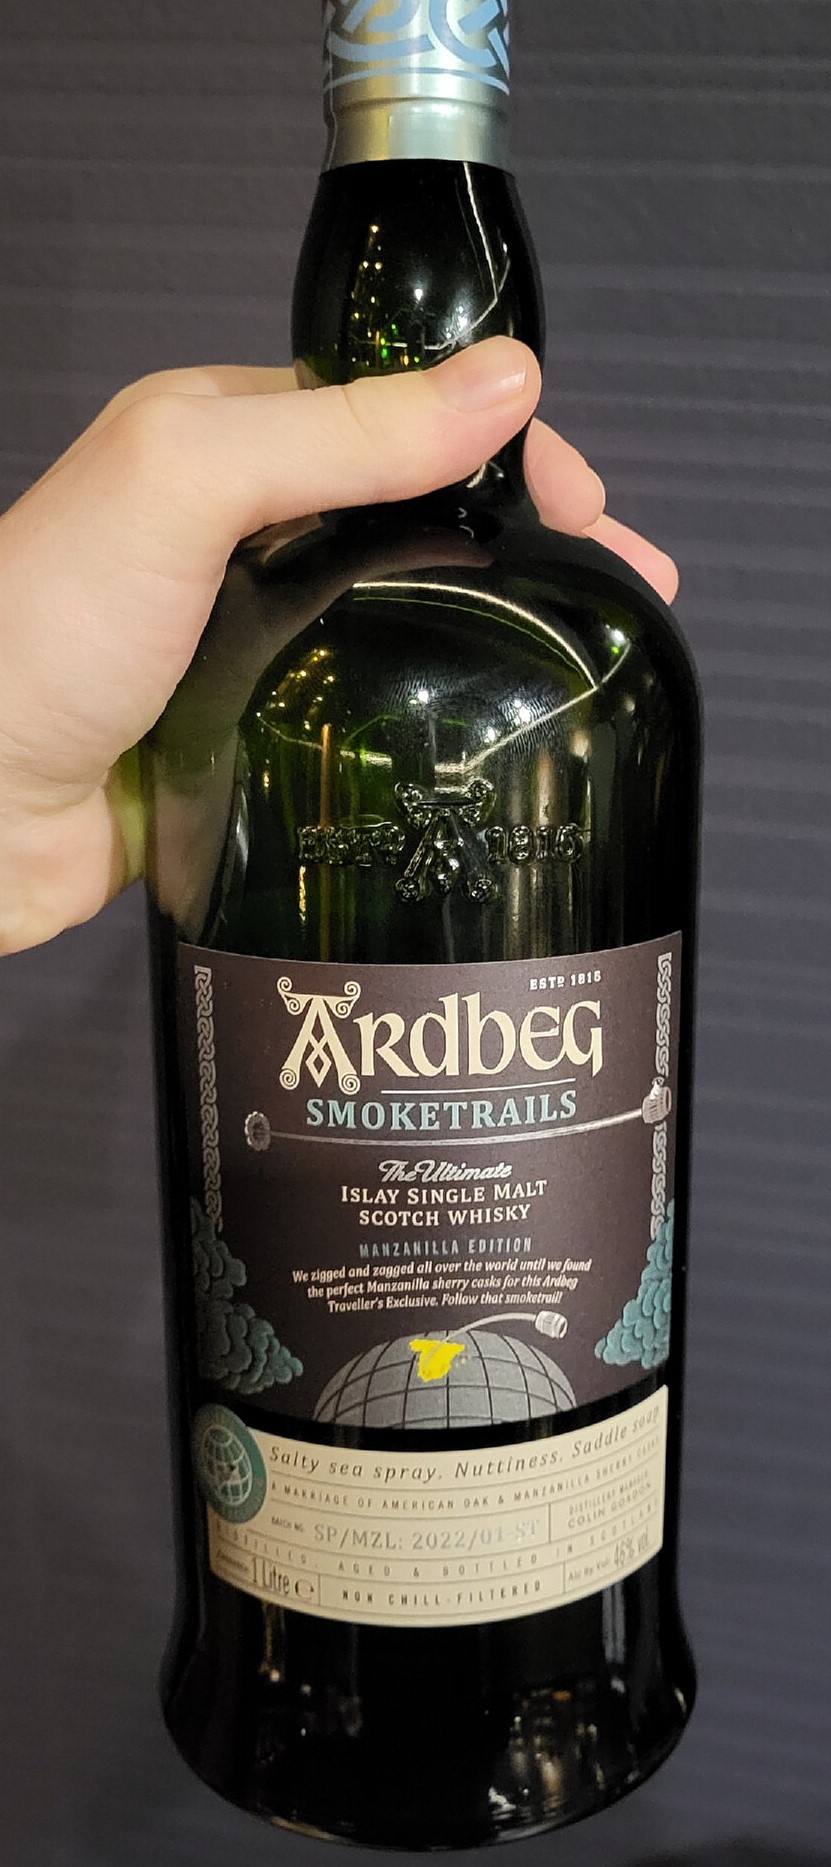 ESTD 1815
ESTD 1815
ARdbEG
SMOKETRAILS
The Ultimate
ISLAY SINGLE MALT
SCOTCH WHISKY
MANZANILLA EDITION
We zigged and zagged all over the world until we found
the perfect Manzanilla sherry casks for this Ardbeg
Traveller's Exclusive. Follow that smoketrail!
Salty sea spray. Nuttiness. Saddle soap
A MARRIAGE OF AMERICAN OAK & MANZANILLA SHERRY CASKS
BATCH NO. SP/MZL: 2022/01-ST
DISTILLERY MANAGER
COLIN GORDON
DISTILLED, AGED & BOTTLED IN SCOTLAND
1 Litre ℮
NON CHILL-FILTERED
Alc By Vol: 46% vol